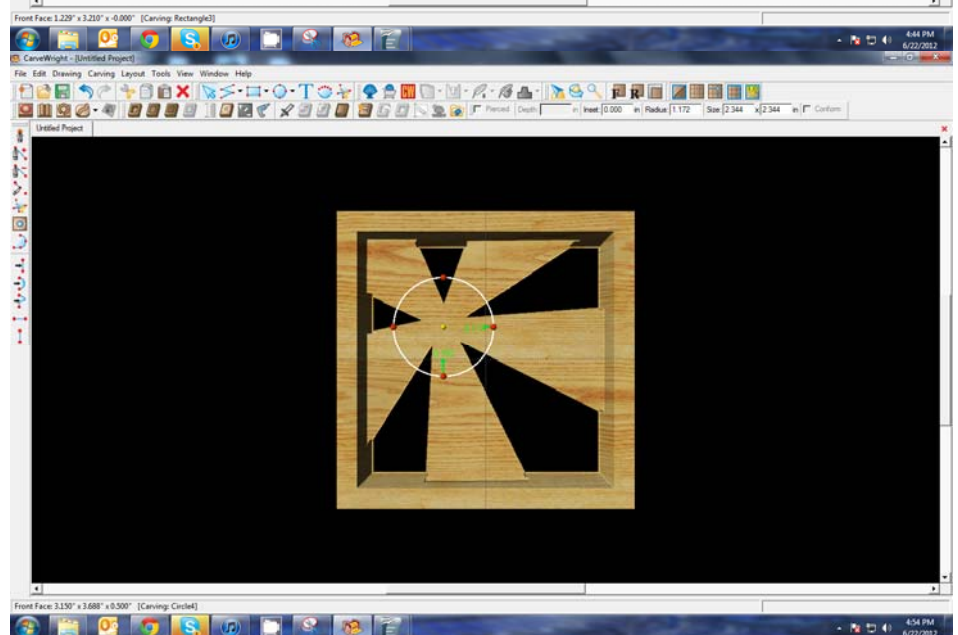 Front Face: 1.229" x 3.210" x -0.000" [Carving: Rectangle3]
4:44 PM
6/22/2012
CarveWright - [Untitled Project]
File Edit Drawing Carving Layout Tools View Window Help
CW R R
Pierced Depth in Inset: 0.000 in Radius: 1.172 Size: 2.344 x 2.344 in Conform
Untitled Project
Front Face: 3.150" x 3.688" x 0.500" [Carving: Circle4]
4:54 PM
6/22/2012